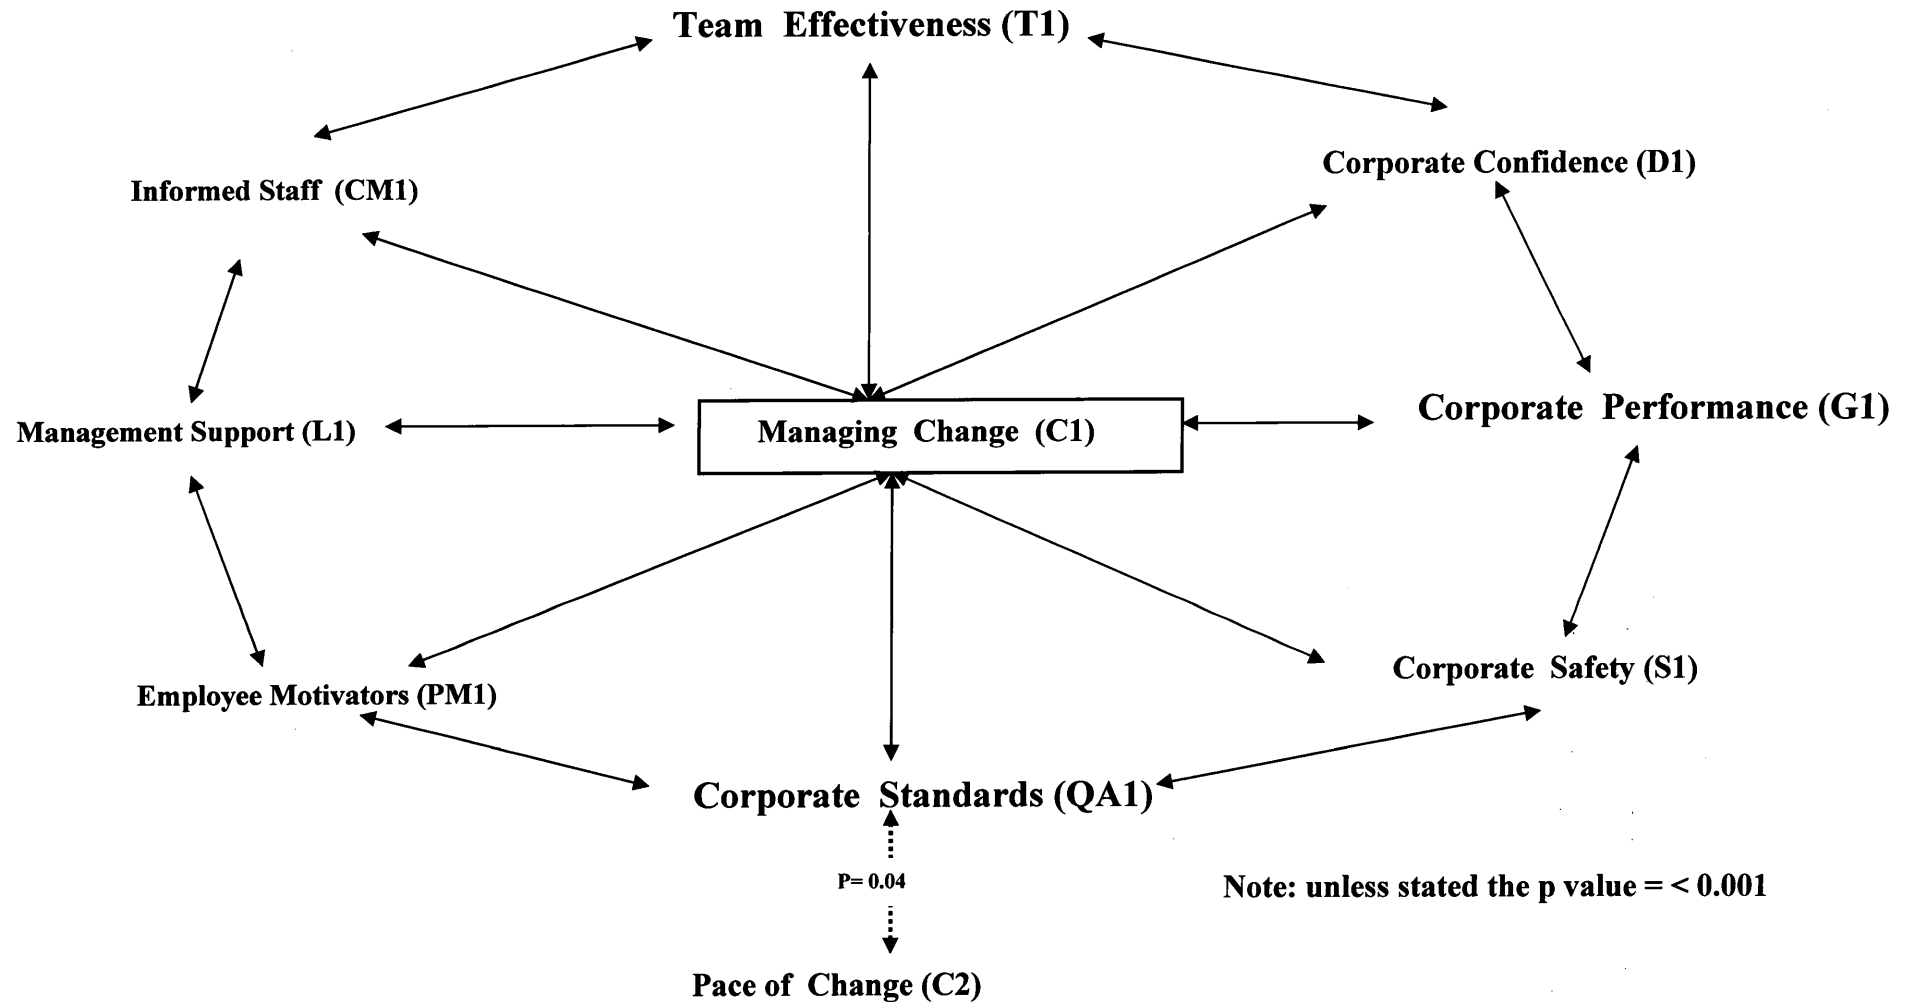 Team Effectiveness (T1)
Corporate Confidence (D1)
Informed Staff (CM1)
Corporate Performance (G1)
Management Support (L1)
Managing Change (C1)
Corporate Safety (S1)
Employee Motivators (PM1)
Corporate Standards (QA1)
P= 0.04
Note: unless stated the p value = < 0.001
Pace of Change (C2)